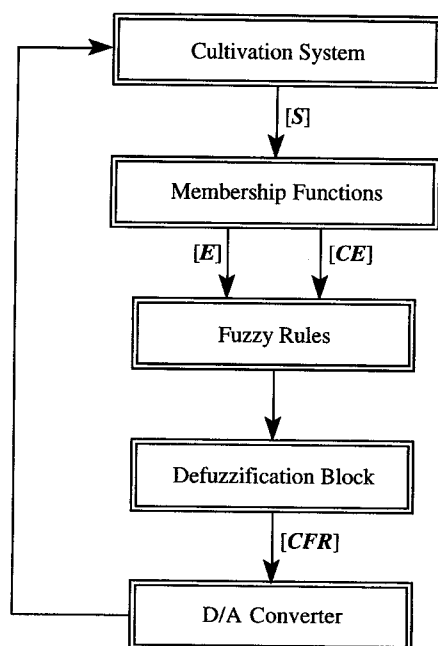 Cultivation System
[S]
Membership Functions
[E] [CE]
Fuzzy Rules
Defuzzification Block
[CFR]
D/A Converter